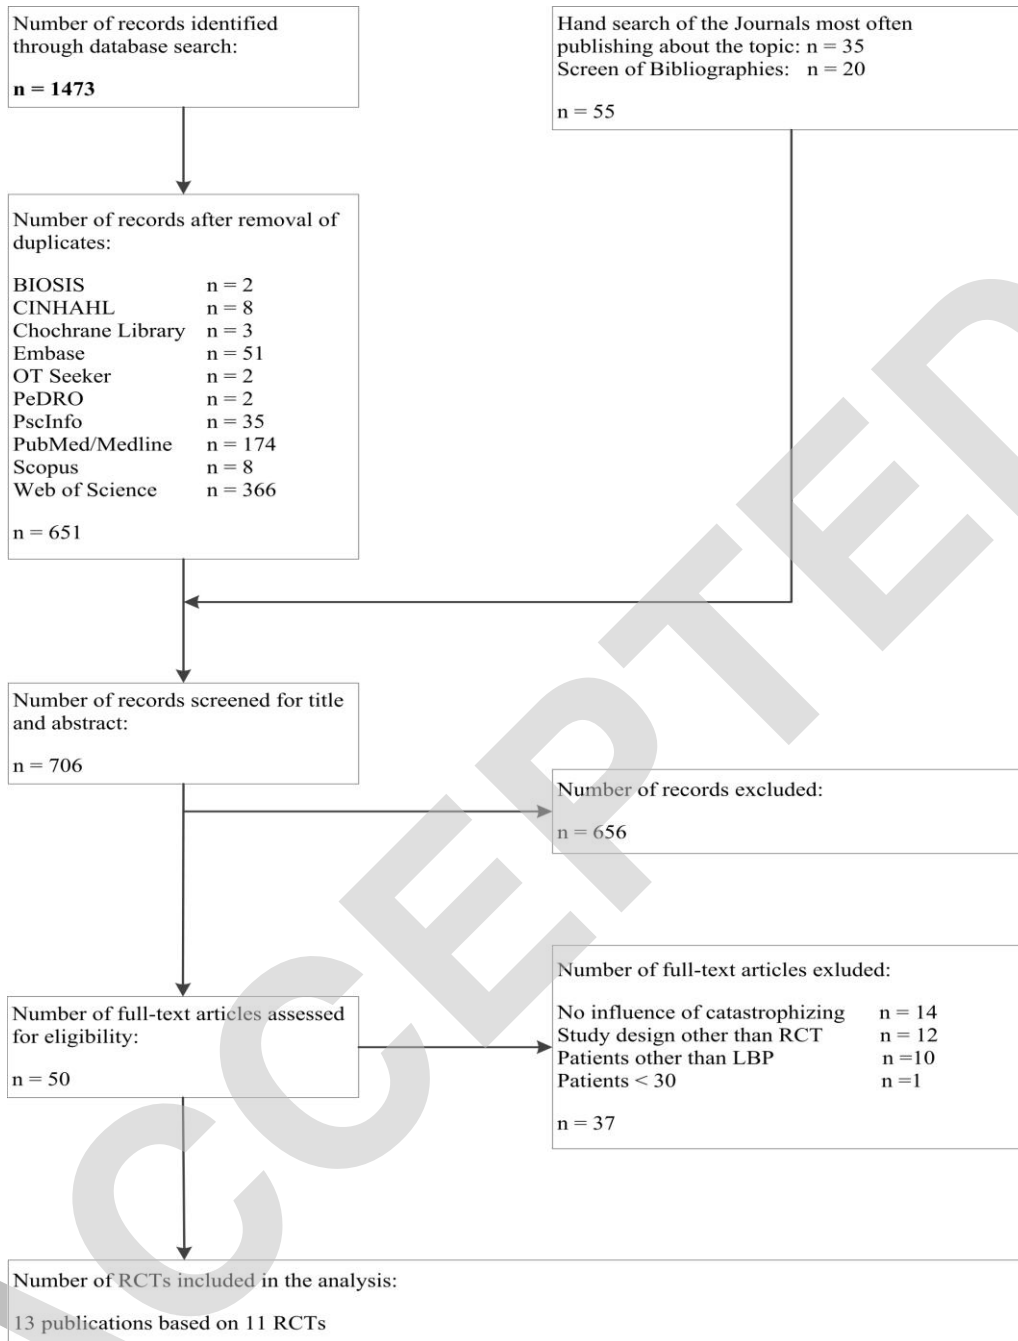 Number of records identified
through database search:
n = 1473
Hand search of the Journals most often
publishing about the topic: n = 35
Screen of Bibliographies: n = 20
n = 55
Number of records after removal of
duplicates:
BIOSIS n = 2
CINHAHL n = 8
Chochrane Library n = 3
Embase n = 51
OT Seeker n = 2
PeDRO n = 2
PscInfo n = 35
PubMed/Medline n = 174
Scopus n = 8
Web of Science n = 366
n = 651
Number of records screened for title
and abstract:
n = 706
Number of records excluded:
n = 656
Number of full-text articles assessed
for eligibility:
n = 50
Number of full-text articles exluded:
No influence of catastrophizing n = 14
Study design other than RCT n = 12
Patients other than LBP n =10
Patients < 30 n =1
n = 37
Number of RCTs included in the analysis:
13 publications based on 11 RCTs
ACCEPTED